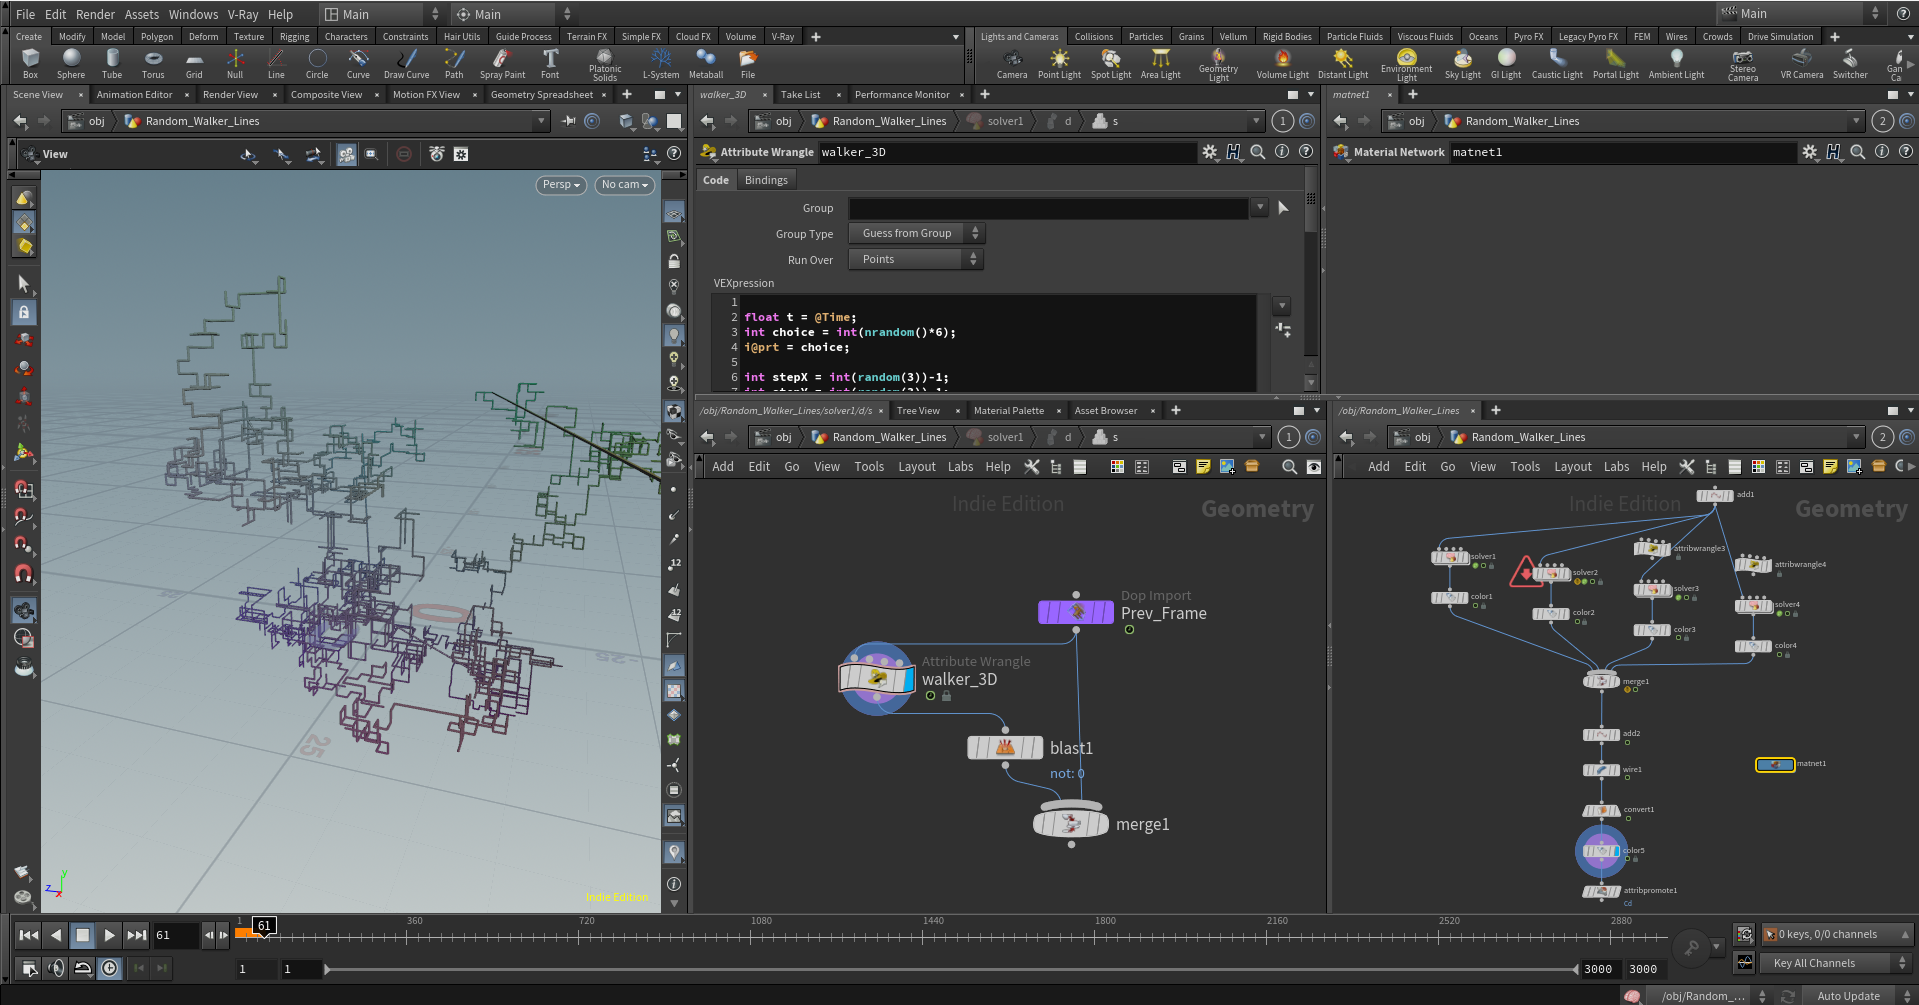 File Edit Render Assets Windows V-Ray Help Main Main Main
Create Modify Model Polygon Deform Texture Rigging Characters Constraints Hair Utils Guide Process Terrain FX Simple FX Cloud FX Volume V-Ray
Lights and Cameras Collisions Particles Grains Vellum Rigid Bodies Particle Fluids Viscous Fluids Oceans Pyro FX Legacy Pyro FX FEM Wires Crowds Drive Simulation
Box Sphere Tube Torus Grid Null Line Circle Curve Draw Curve Path Spray Paint Font Platonic Solids L-System Metaball File
Camera Point Light Spot Light Area Light Geometry Light Volume Light Distant Light Environment Light Sky Light GI Light Caustic Light Portal Light Ambient Light Stereo Camera VR Camera Switcher Gan Ca
Scene View Animation Editor Render View Composite View Motion FX View Geometry Spreadsheet
obj Random_Walker_Lines
View
Persp No cam
25
Indie Edition
y
z
x
walker_3D Take List Performance Monitor
obj Random_Walker_Lines solver1 d s 1
Attribute Wrangle walker_3D
Code Bindings
Group
Group Type Guess from Group
Run Over Points
VEXpression
1
2 float t = @Time;
3 int choice = int(nrandom()*6);
4 i@prt = choice;
5
6 int stepX = int(random(3))-1;
matnet1
obj Random_Walker_Lines 2
Material Network matnet1
/obj/Random_Walker_Lines/solver1/d/s Tree View Material Palette Asset Browser
obj Random_Walker_Lines solver1 d s 1
Add Edit Go View Tools Layout Labs Help
Indie Edition Geometry
Dop Import
Prev_Frame
Attribute Wrangle
walker_3D
blast1
not: 0
merge1
/obj/Random_Walker_Lines
obj Random_Walker_Lines 2
Add Edit Go View Tools Layout Labs Help
Indie Edition Geometry
add1
solver1
color1
solver2
color2
attribwrangle3
solver3
color3
attribwrangle4
solver4
color4
merge1
add2
wire1
matnet1
convert1
color5
attribpromote1
Cd
61
1 61 360 720 1080 1440 1800 2160 2520 2880
0 keys, 0/0 channels
1 1 3000 3000
Key All Channels
/obj/Random_... Auto Update